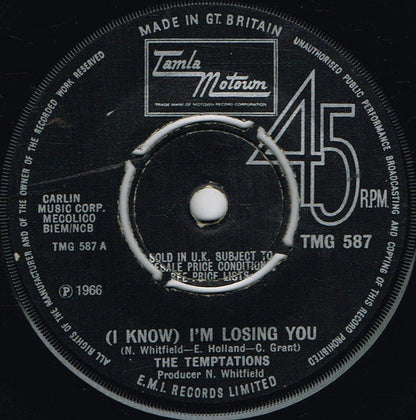 MADE IN GT. BRITAIN
UNAUTHORISED PUBLIC PERFORMANCE BROADCASTING AND COPYING OF THIS RECORD PROHIBITED
ALL RIGHTS OF THE MANUFACTURER AND OF THE OWNER OF THE RECORDED WORK RESERVED
Tamla
Motown
TRADE MARK OF MOTOWN RECORD CORPORATION
45
R.P.M.
TMG 587
CARLIN
MUSIC CORP.
MECOLICO
BIEM/NCB
TMG 587 A
SOLD IN U.K. SUBJECT TO
RESALE PRICE CONDITIONS
SEE PRICE LISTS
Ⓟ 1966
(I KNOW) I'M LOSING YOU
(N. Whitfield—E. Holland—C. Grant)
THE TEMPTATIONS
Producer N. Whitfield
E.M.I. RECORDS LIMITED